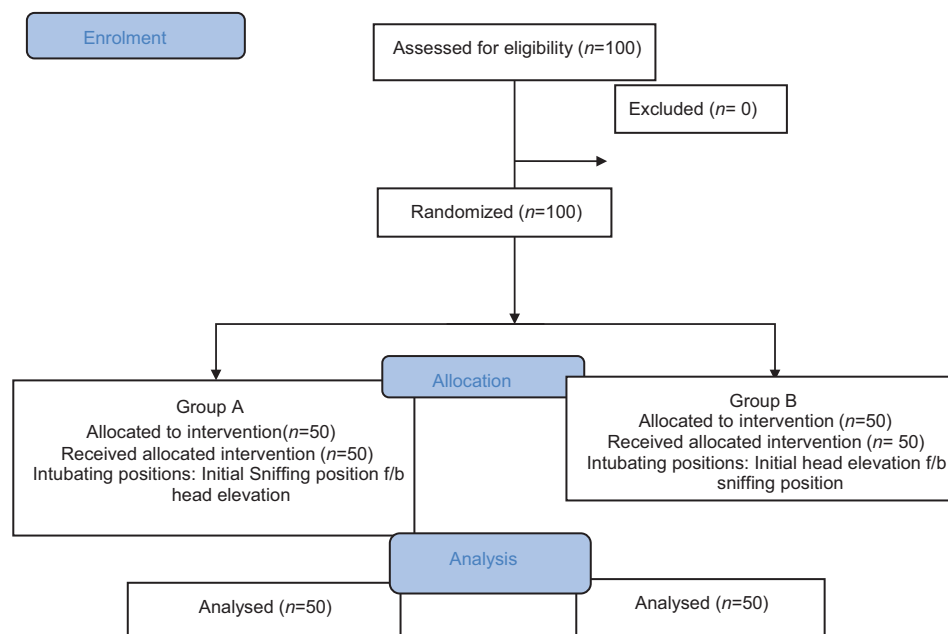 Enrolment
Assessed for eligibility (n=100)
Excluded (n= 0)
Randomized (n=100)
Allocation
Group A
Allocated to intervention(n=50)
Received allocated intervention (n=50)
Intubating positions: Initial Sniffing position f/b
head elevation
Group B
Allocated to intervention (n=50)
Received allocated intervention (n= 50)
Intubating positions: Initial head elevation f/b
sniffing position
Analysis
Analysed (n=50)
Analysed (n=50)